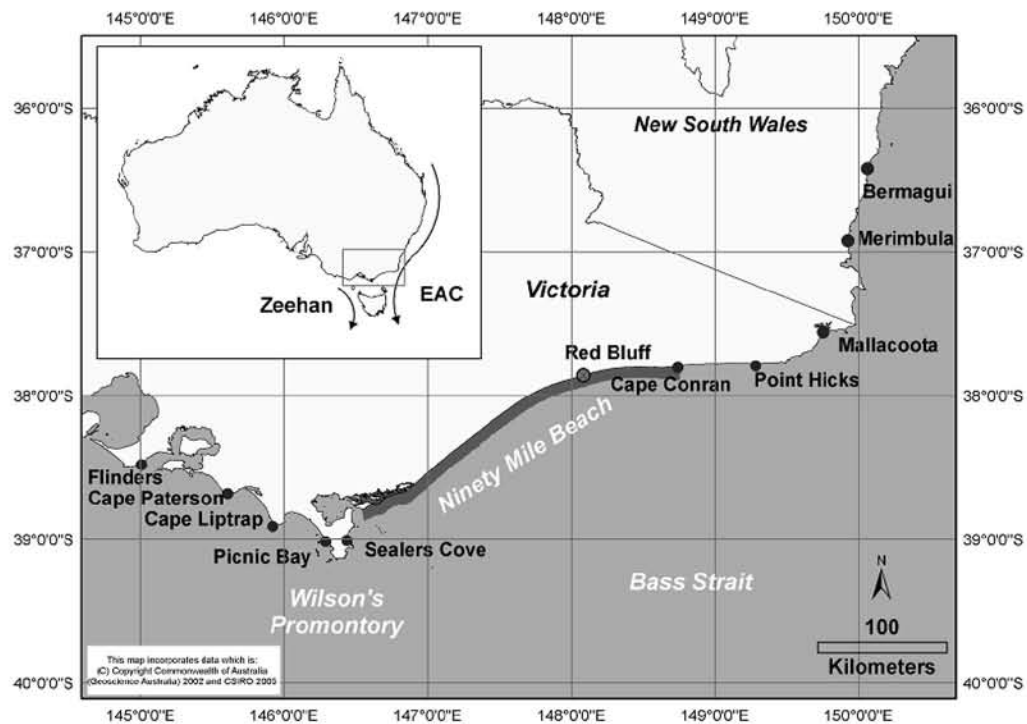 145°0'0"E 146°0'0"E 147°0'0"E 148°0'0"E 149°0'0"E 150°0'0"E
36°0'0"S
36°0'0"S
New South Wales
Bermagui
37°0'0"S
37°0'0"S
Merimbula
Zeehan
EAC
Victoria
Mallacoota
Red Bluff
Cape Conran
Point Hicks
38°0'0"S
38°0'0"S
Ninety Mile Beach
Flinders
Cape Paterson
Cape Liptrap
Picnic Bay
Sealers Cove
39°0'0"S
39°0'0"S
Wilson's
Promontory
Bass Strait
N
100
Kilometers
This map incorporates data which is:
(C) Copyright Commonwealth of Australia
(Geoscience Australia) 2002 and CSIRO 2005
40°0'0"S
40°0'0"S
145°0'0"E 146°0'0"E 147°0'0"E 148°0'0"E 149°0'0"E 150°0'0"E